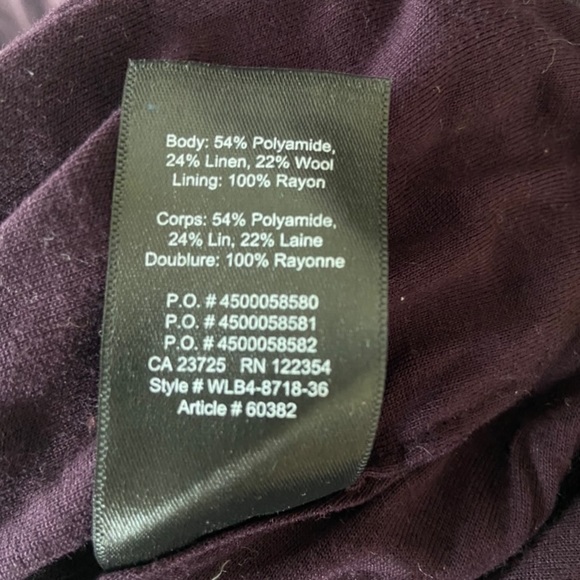 Body: 54% Polyamide,
24% Linen, 22% Wool
Lining: 100% Rayon
Corps: 54% Polyamide,
24% Lin, 22% Laine
Doublure: 100% Rayonne
P.O. # 4500058580
P.O. # 4500058581
P.O. # 4500058582
CA 23725 RN 122354
Style # WLB4-8718-36
Article # 60382